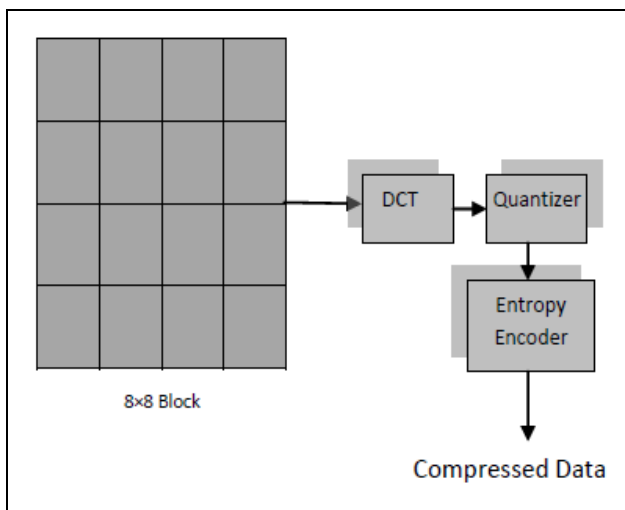 DCT
Quantizer
Entropy
Encoder
8×8 Block
Compressed Data